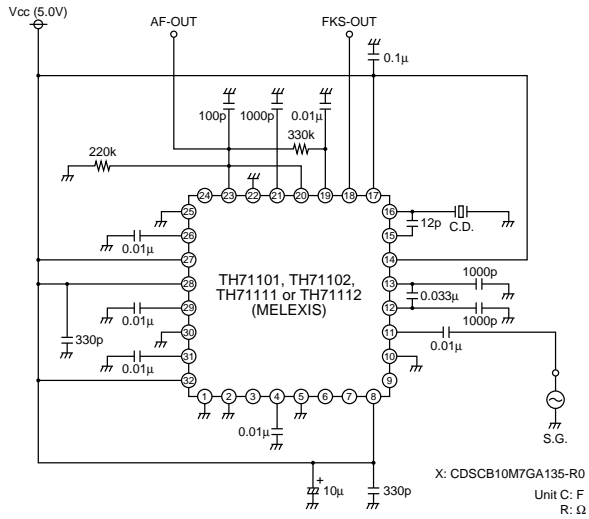 Vcc (5.0V)
AF-OUT
FKS-OUT
0.1μ
100p
1000p
0.01μ
330k
220k
24
23
22
21
20
19
18
17
25
16
12p
C.D.
26
0.01μ
15
27
14
TH71101, TH71102,
TH71111 or TH71112
(MELEXIS)
28
13
1000p
0.033μ
29
0.01μ
12
1000p
330p
30
11
0.01μ
31
0.01μ
10
32
9
1
2
3
4
5
6
7
8
0.01μ
S.G.
+
10μ
330p
X: CDSCB10M7GA135-R0
Unit C: F
R: Ω